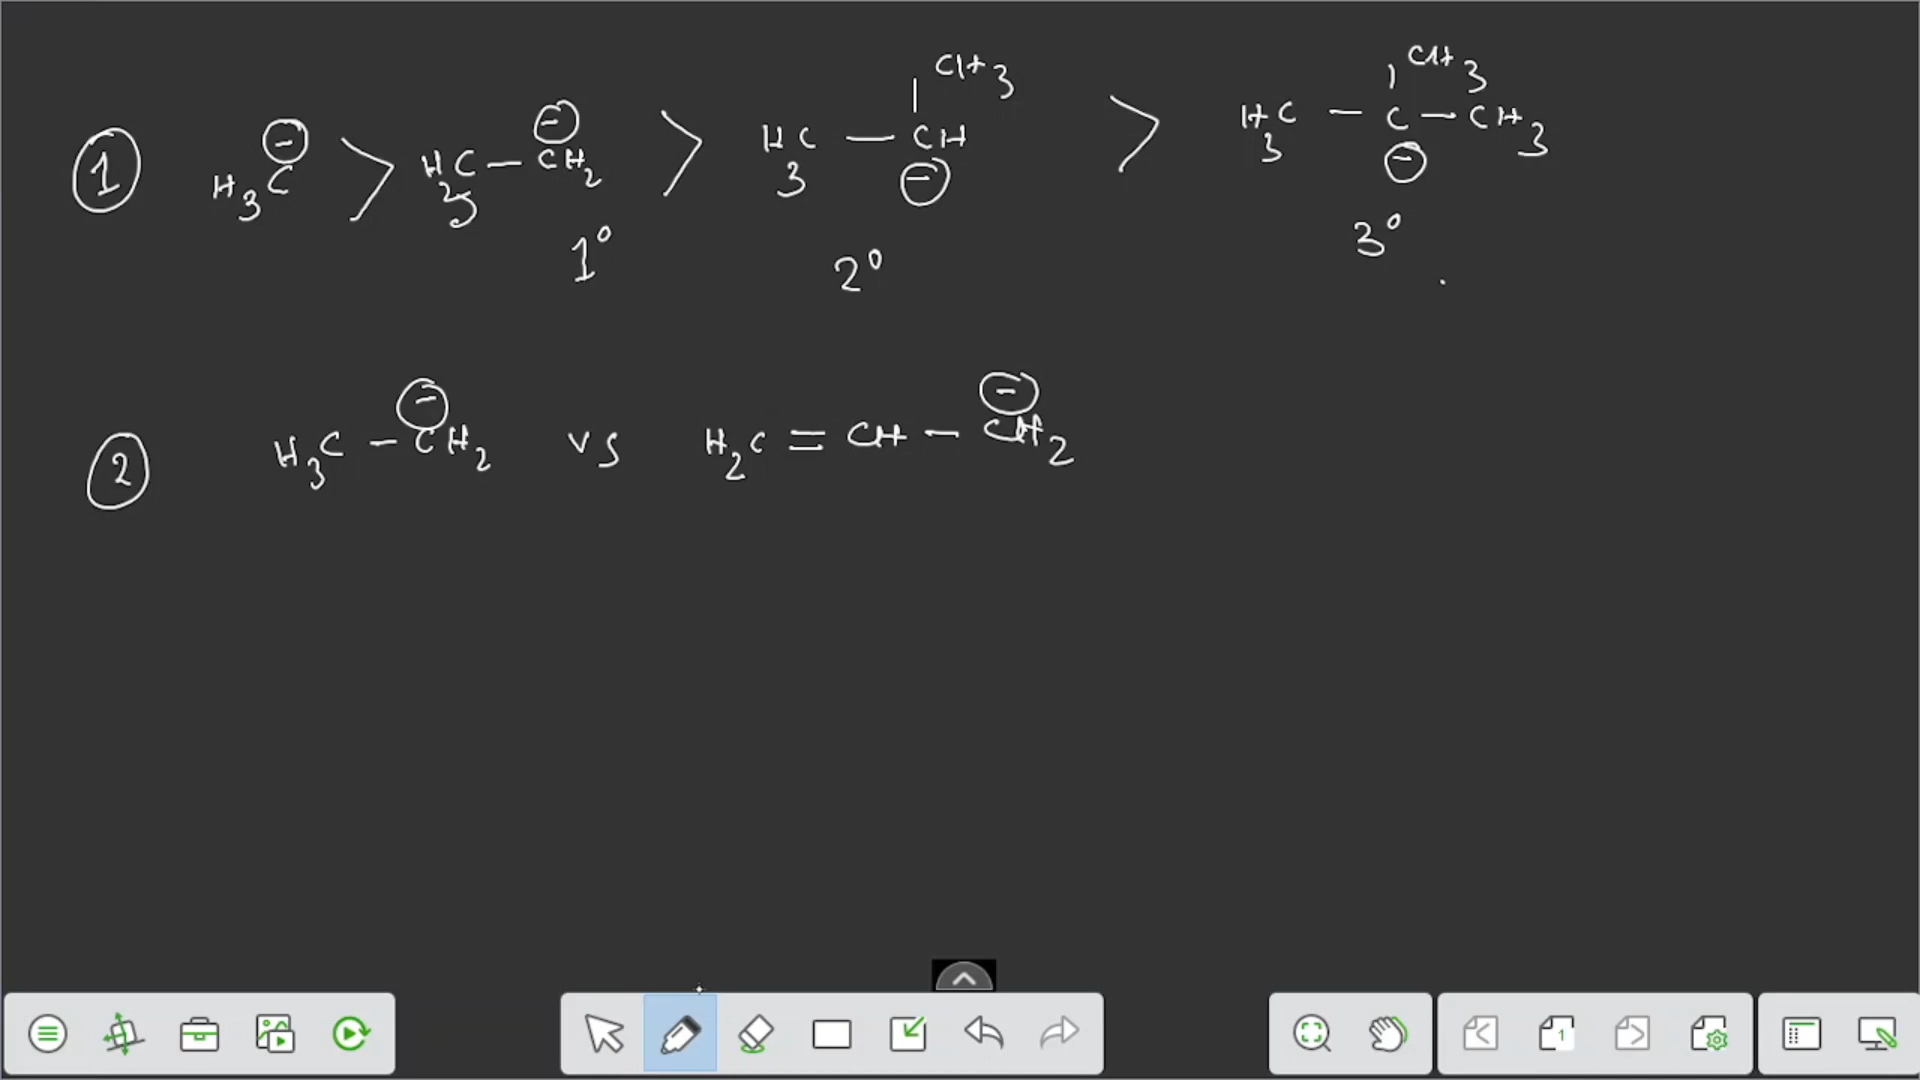 ① H₃C⊖ > H₃C – CH₂⊖ > H₃C – CH⊖ – CH₃ > H₃C – C⊖(CH₃) – CH₃
1° 2° 3°
② H₃C – CH₂⊖ vs H₂C = CH – CH₂⊖
1